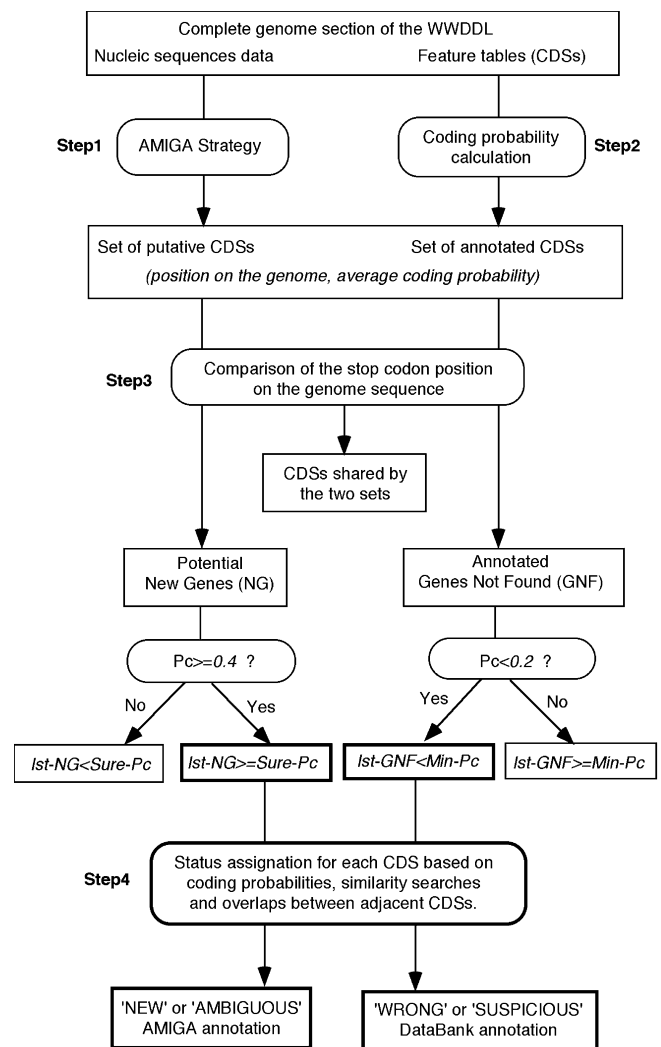 Complete genome section of the WWDDL
Nucleic sequences data
Feature tables (CDSs)
Step1
AMIGA Strategy
Coding probability
calculation
Step2
Set of putative CDSs
Set of annotated CDSs
(position on the genome, average coding probability)
Step3
Comparison of the stop codon position
on the genome sequence
CDSs shared by
the two sets
Potential
New Genes (NG)
Annotated
Genes Not Found (GNF)
Pc>=0.4 ?
Pc<0.2 ?
No
Yes
Yes
No
lst-NG<Sure-Pc
lst-NG>=Sure-Pc
lst-GNF<Min-Pc
lst-GNF>=Min-Pc
Step4
Status assignation for each CDS based on
coding probabilities, similarity searches
and overlaps between adjacent CDSs.
'NEW' or 'AMBIGUOUS'
AMIGA annotation
'WRONG' or 'SUSPICIOUS'
DataBank annotation